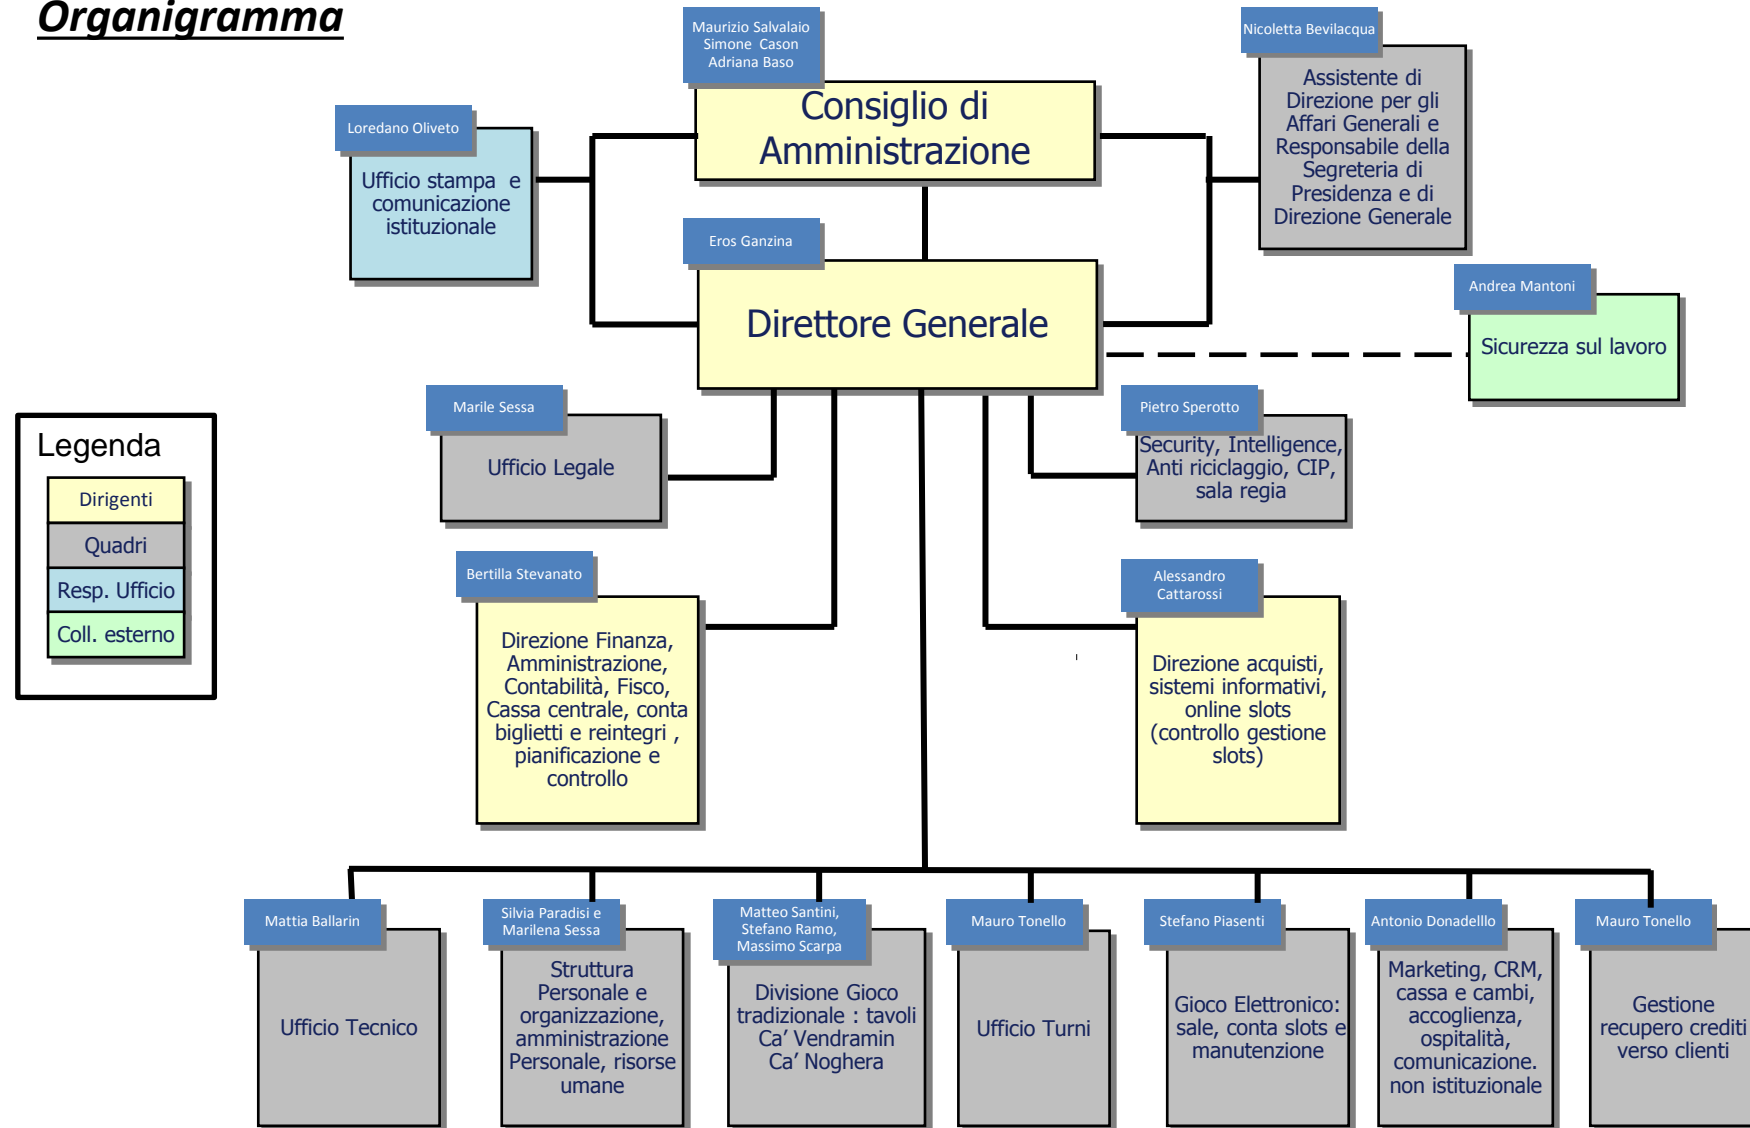 Organigramma
Maurizio Salvalaio
Simone Cason
Adriana Baso
Consiglio di
Amministrazione
Nicoletta Bevilacqua
Assistente di
Direzione per gli
Affari Generali e
Responsabile della
Segreteria di
Presidenza e di
Direzione Generale
Loredano Oliveto
Ufficio stampa e
comunicazione
istituzionale
Eros Ganzina
Direttore Generale
Andrea Mantoni
Sicurezza sul lavoro
Marile Sessa
Ufficio Legale
Pietro Sperotto
Security, Intelligence,
Anti riciclaggio, CIP,
sala regia
Legenda
Dirigenti
Quadri
Resp. Ufficio
Coll. esterno
Bertilla Stevanato
Direzione Finanza,
Amministrazione,
Contabilità, Fisco,
Cassa centrale, conta
biglietti e reintegri ,
pianificazione e
controllo
Alessandro
Cattarossi
Direzione acquisti,
sistemi informativi,
online slots
(controllo gestione
slots)
Mattia Ballarin
Ufficio Tecnico
Silvia Paradisi e
Marilena Sessa
Struttura
Personale e
organizzazione,
amministrazione
Personale, risorse
umane
Matteo Santini,
Stefano Ramo,
Massimo Scarpa
Divisione Gioco
tradizionale : tavoli
Ca’ Vendramin
Ca’ Noghera
Mauro Tonello
Ufficio Turni
Stefano Piasenti
Gioco Elettronico:
sale, conta slots e
manutenzione
Antonio Donadelllo
Marketing, CRM,
cassa e cambi,
accoglienza,
ospitalità,
comunicazione.
non istituzionale
Mauro Tonello
Gestione
recupero crediti
verso clienti